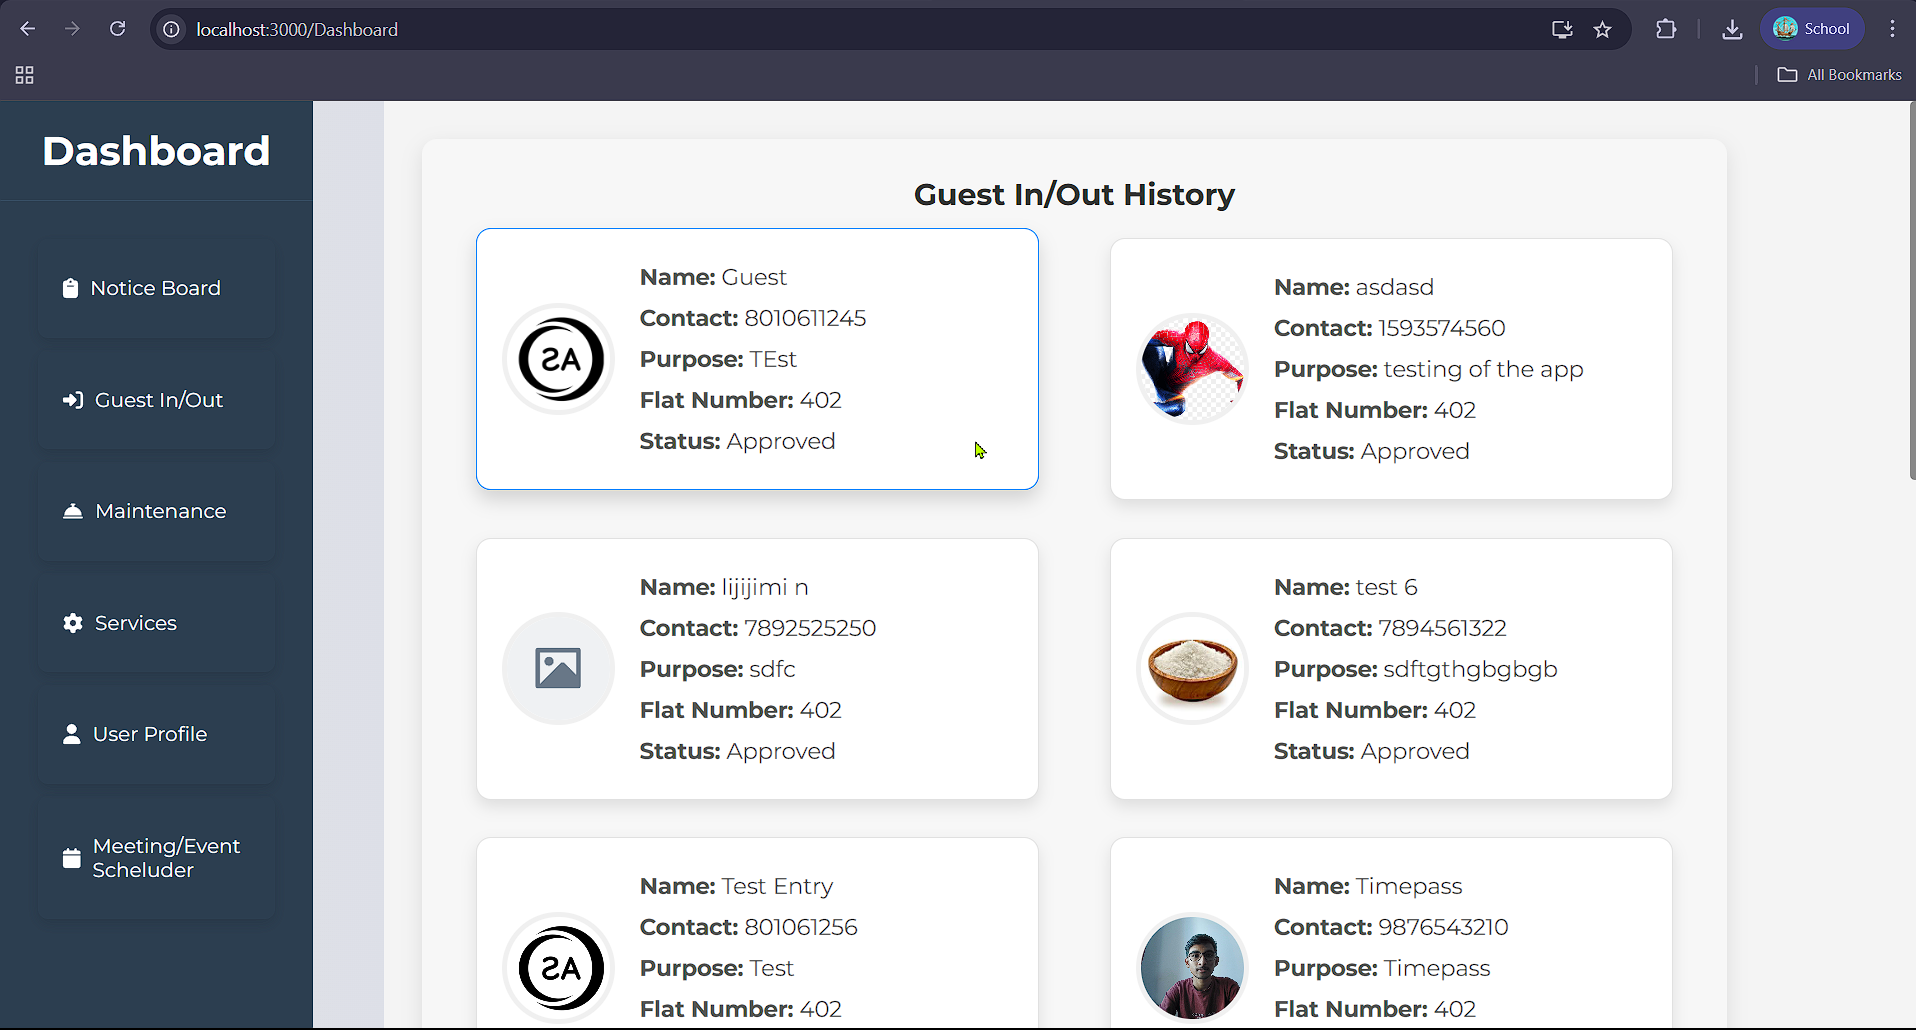 localhost:3000/Dashboard
School
All Bookmarks
Dashboard
Notice Board
Guest In/Out
Maintenance
Services
User Profile
Meeting/Event
Scheluder
Guest In/Out History
Name: Guest
Contact: 8010611245
Purpose: TEst
Flat Number: 402
Status: Approved
AS
Name: asdasd
Contact: 1593574560
Purpose: testing of the app
Flat Number: 402
Status: Approved
Name: lijijimi n
Contact: 7892525250
Purpose: sdfc
Flat Number: 402
Status: Approved
Name: test 6
Contact: 7894561322
Purpose: sdftgthgbgbgb
Flat Number: 402
Status: Approved
Name: Test Entry
Contact: 801061256
Purpose: Test
Flat Number: 402
AS
Name: Timepass
Contact: 9876543210
Purpose: Timepass
Flat Number: 402